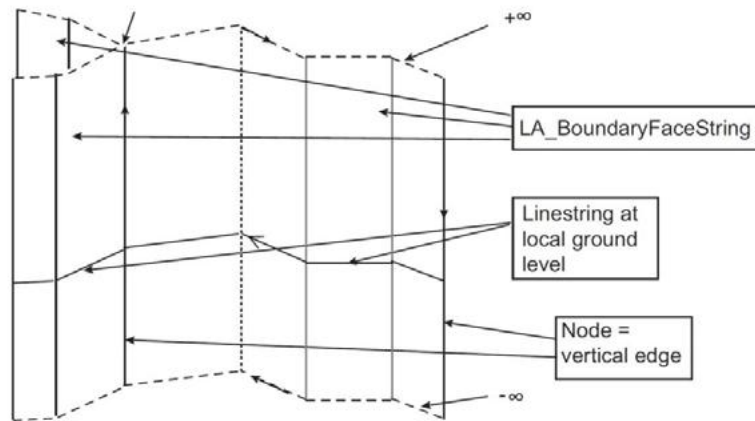 +∞
LA_BoundaryFaceString
Linestring at
local ground
level
Node =
vertical edge
-∞